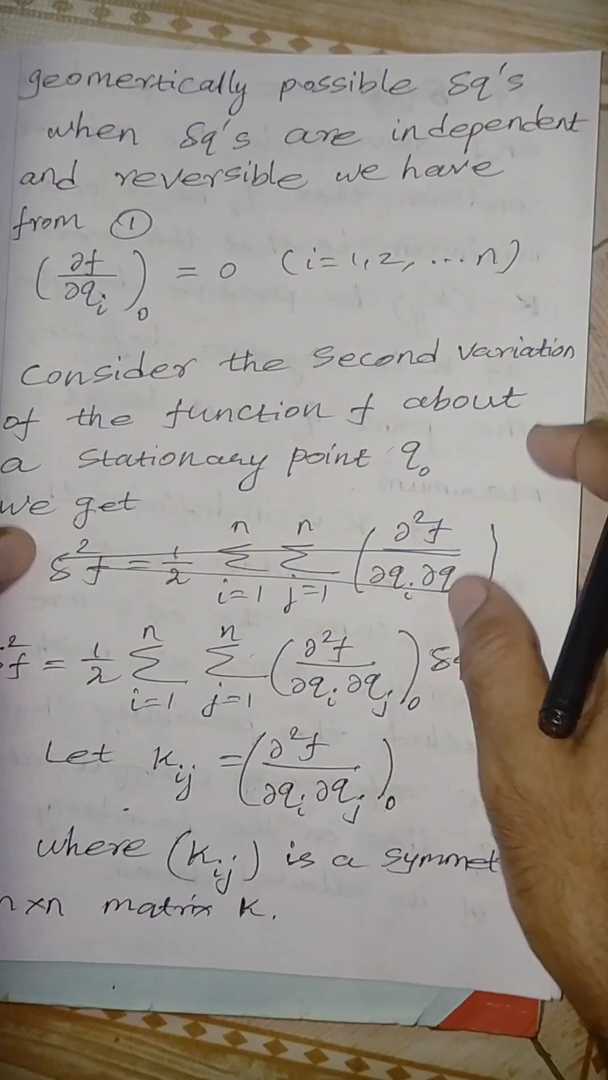 geomertically possible δq's
when δq's are independent
and reversible we have
from ①
(∂f/∂q_i)_0 = 0 (i=1,2,...n)
Consider the second variation
of the function f about
a stationary point q_0
we get
δ²f = 1/2 Σ_{i=1}^{n} Σ_{j=1}^{n} (∂²f/∂q_i ∂q )
²f = 1/2 Σ_{i=1}^{n} Σ_{j=1}^{n} (∂²f/∂q_i ∂q_j)_0 δ
Let K_ij = (∂²f/∂q_i ∂q_j)_0
where (K_ij) is a symmet
n×n matrix K.